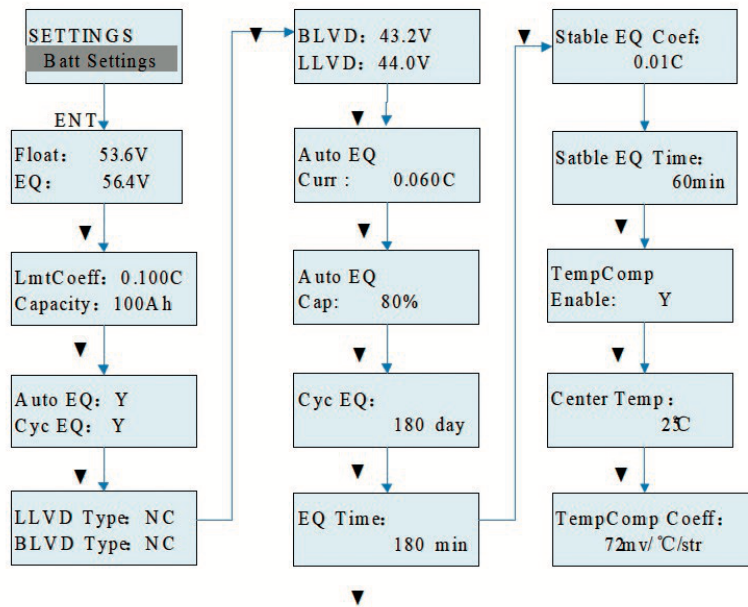 SETTINGS
Batt Settings
ENT
Float: 53.6V
EQ: 56.4V
LmtCoeff: 0.100C
Capacity: 100Ah
Auto EQ: Y
Cyc EQ: Y
LLVD Type: NC
BLVD Type: NC
BLVD: 43.2V
LLVD: 44.0V
Auto EQ
Curr: 0.060C
Auto EQ
Cap: 80%
Cyc EQ:
180 day
EQ Time:
180 min
Stable EQ Coef:
0.01C
Satble EQ Time:
60min
TempComp
Enable: Y
Center Temp:
25℃
TempComp Coeff:
72mv/℃/str